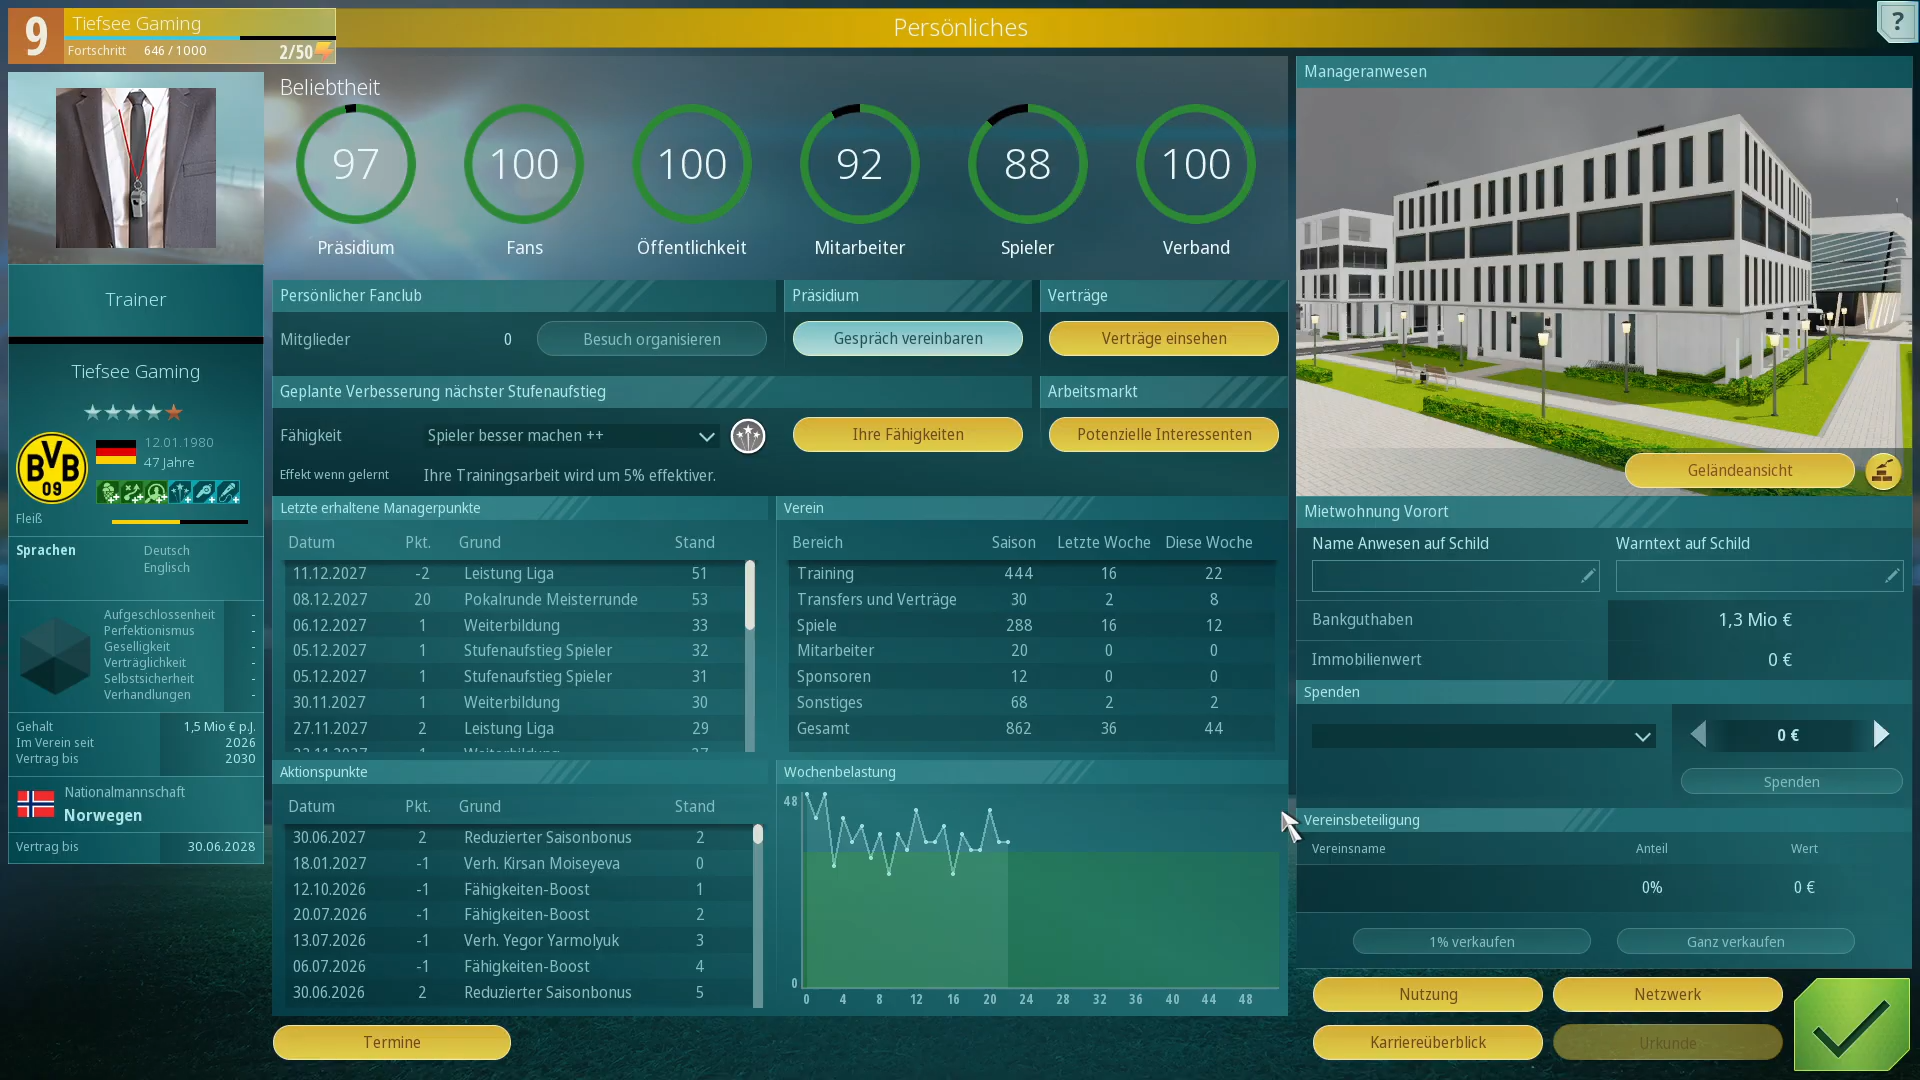 9
Tiefsee Gaming
Fortschritt 646 / 1000
2/50
Persönliches
?
Trainer
Tiefsee Gaming
BVB 09
12.01.1980
47 Jahre
Fleiß
Sprachen Deutsch
Englisch
Aufgeschlossenheit -
Perfektionismus -
Geselligkeit -
Verträglichkeit -
Selbstsicherheit -
Verhandlungen -
Gehalt 1,5 Mio € p.J.
Im Verein seit 2026
Vertrag bis 2030
Nationalmannschaft
Norwegen
Vertrag bis 30.06.2028
Beliebtheit
97 100 100 92 88 100
Präsidium Fans Öffentlichkeit Mitarbeiter Spieler Verband
Persönlicher Fanclub
Mitglieder 0 Besuch organisieren
Präsidium
Gespräch vereinbaren
Verträge
Verträge einsehen
Geplante Verbesserung nächster Stufenaufstieg
Fähigkeit Spieler besser machen ++
Ihre Fähigkeiten
Effekt wenn gelernt Ihre Trainingsarbeit wird um 5% effektiver.
Arbeitsmarkt
Potenzielle Interessenten
Letzte erhaltene Managerpunkte
Datum Pkt. Grund Stand
11.12.2027 -2 Leistung Liga 51
08.12.2027 20 Pokalrunde Meisterrunde 53
06.12.2027 1 Weiterbildung 33
05.12.2027 1 Stufenaufstieg Spieler 32
05.12.2027 1 Stufenaufstieg Spieler 31
30.11.2027 1 Weiterbildung 30
27.11.2027 2 Leistung Liga 29
Verein
Bereich Saison Letzte Woche Diese Woche
Training 444 16 22
Transfers und Verträge 30 2 8
Spiele 288 16 12
Mitarbeiter 20 0 0
Sponsoren 12 0 0
Sonstiges 68 2 2
Gesamt 862 36 44
Aktionspunkte
Datum Pkt. Grund Stand
30.06.2027 2 Reduzierter Saisonbonus 2
18.01.2027 -1 Verh. Kirsan Moiseyeva 0
12.10.2026 -1 Fähigkeiten-Boost 1
20.07.2026 -1 Fähigkeiten-Boost 2
13.07.2026 -1 Verh. Yegor Yarmolyuk 3
06.07.2026 -1 Fähigkeiten-Boost 4
30.06.2026 2 Reduzierter Saisonbonus 5
Wochenbelastung
48
0
0 4 8 12 16 20 24 28 32 36 40 44 48
Termine
Manageranwesen
Geländeansicht
Mietwohnung Vorort
Name Anwesen auf Schild Warntext auf Schild
Bankguthaben 1,3 Mio €
Immobilienwert 0 €
Spenden
0 €
Spenden
Vereinsbeteiligung
Vereinsname Anteil Wert
0% 0 €
1% verkaufen Ganz verkaufen
Nutzung Netzwerk
Karriereüberblick Urkunde